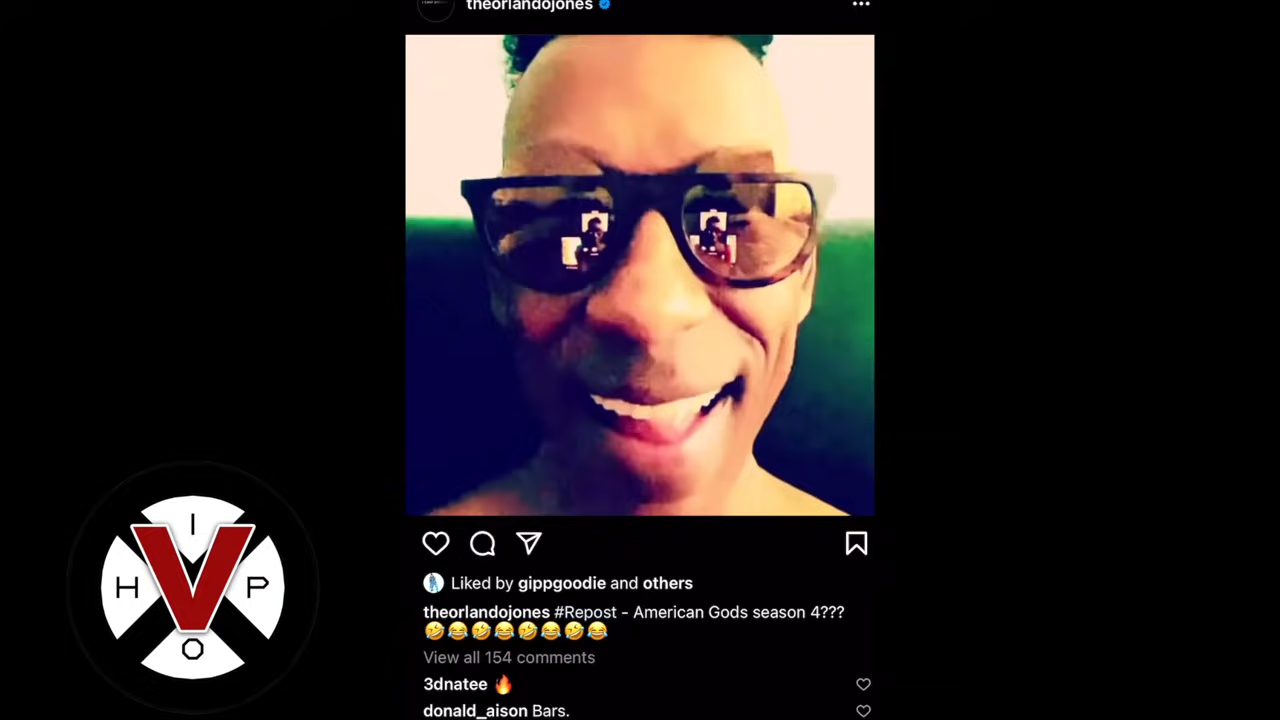 theorlandojones
I
H V P
O
Liked by gippgoodie and others
theorlandojones #Repost - American Gods season 4???
🤣😂🤣😂🤣😂🤣😂
View all 154 comments
3dnatee 🔥
donald_aison Bars.